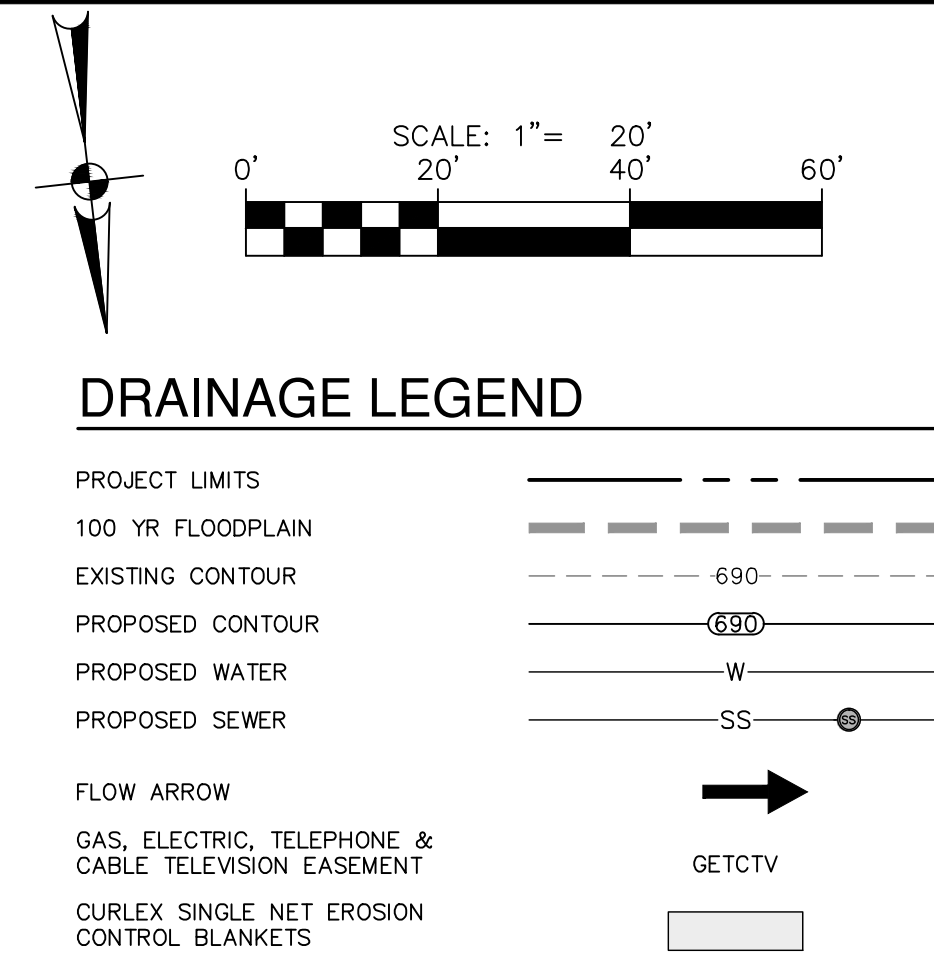 SCALE: 1”= 20’
0’ 20’ 40’ 60’
DRAINAGE LEGEND
PROJECT LIMITS
100 YR FLOODPLAIN
EXISTING CONTOUR 690
PROPOSED CONTOUR 690
PROPOSED WATER W
PROPOSED SEWER SS SS
FLOW ARROW
GAS, ELECTRIC, TELEPHONE &
CABLE TELEVISION EASEMENT GETCTV
CURLEX SINGLE NET EROSION
CONTROL BLANKETS